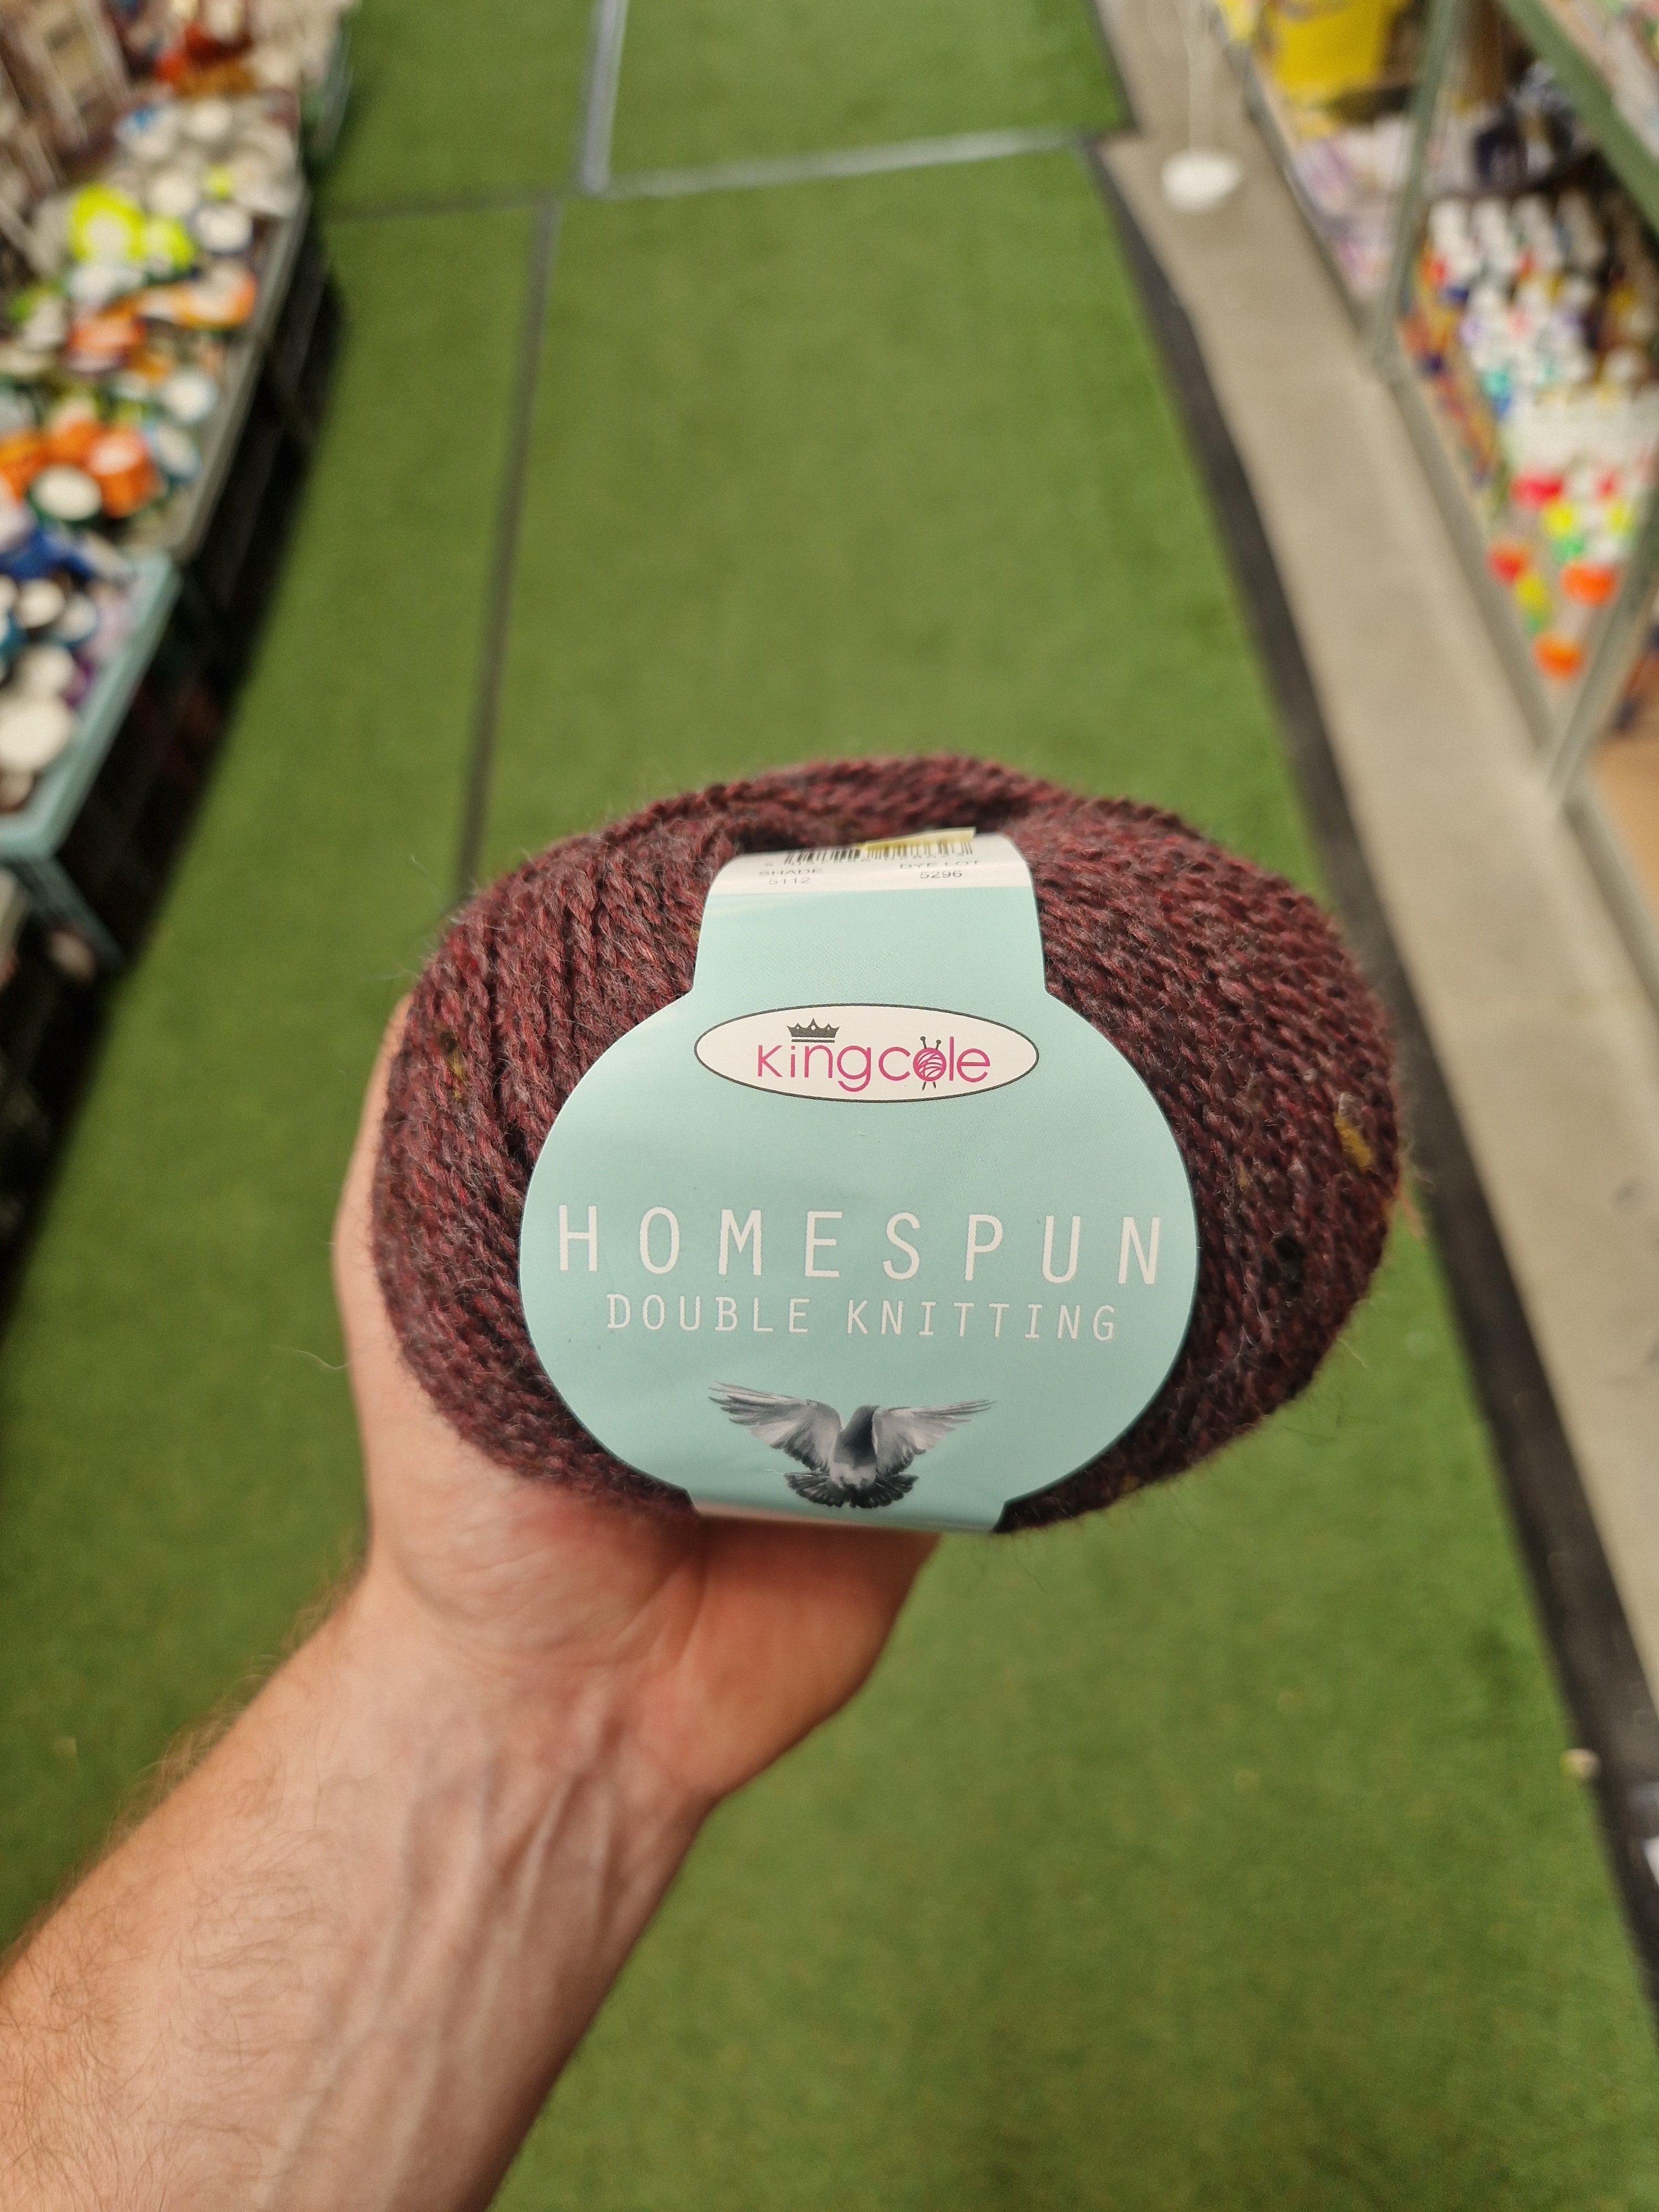 SHADE DYE LOT
5112 5296
kingcole
HOMESPUN
DOUBLE KNITTING